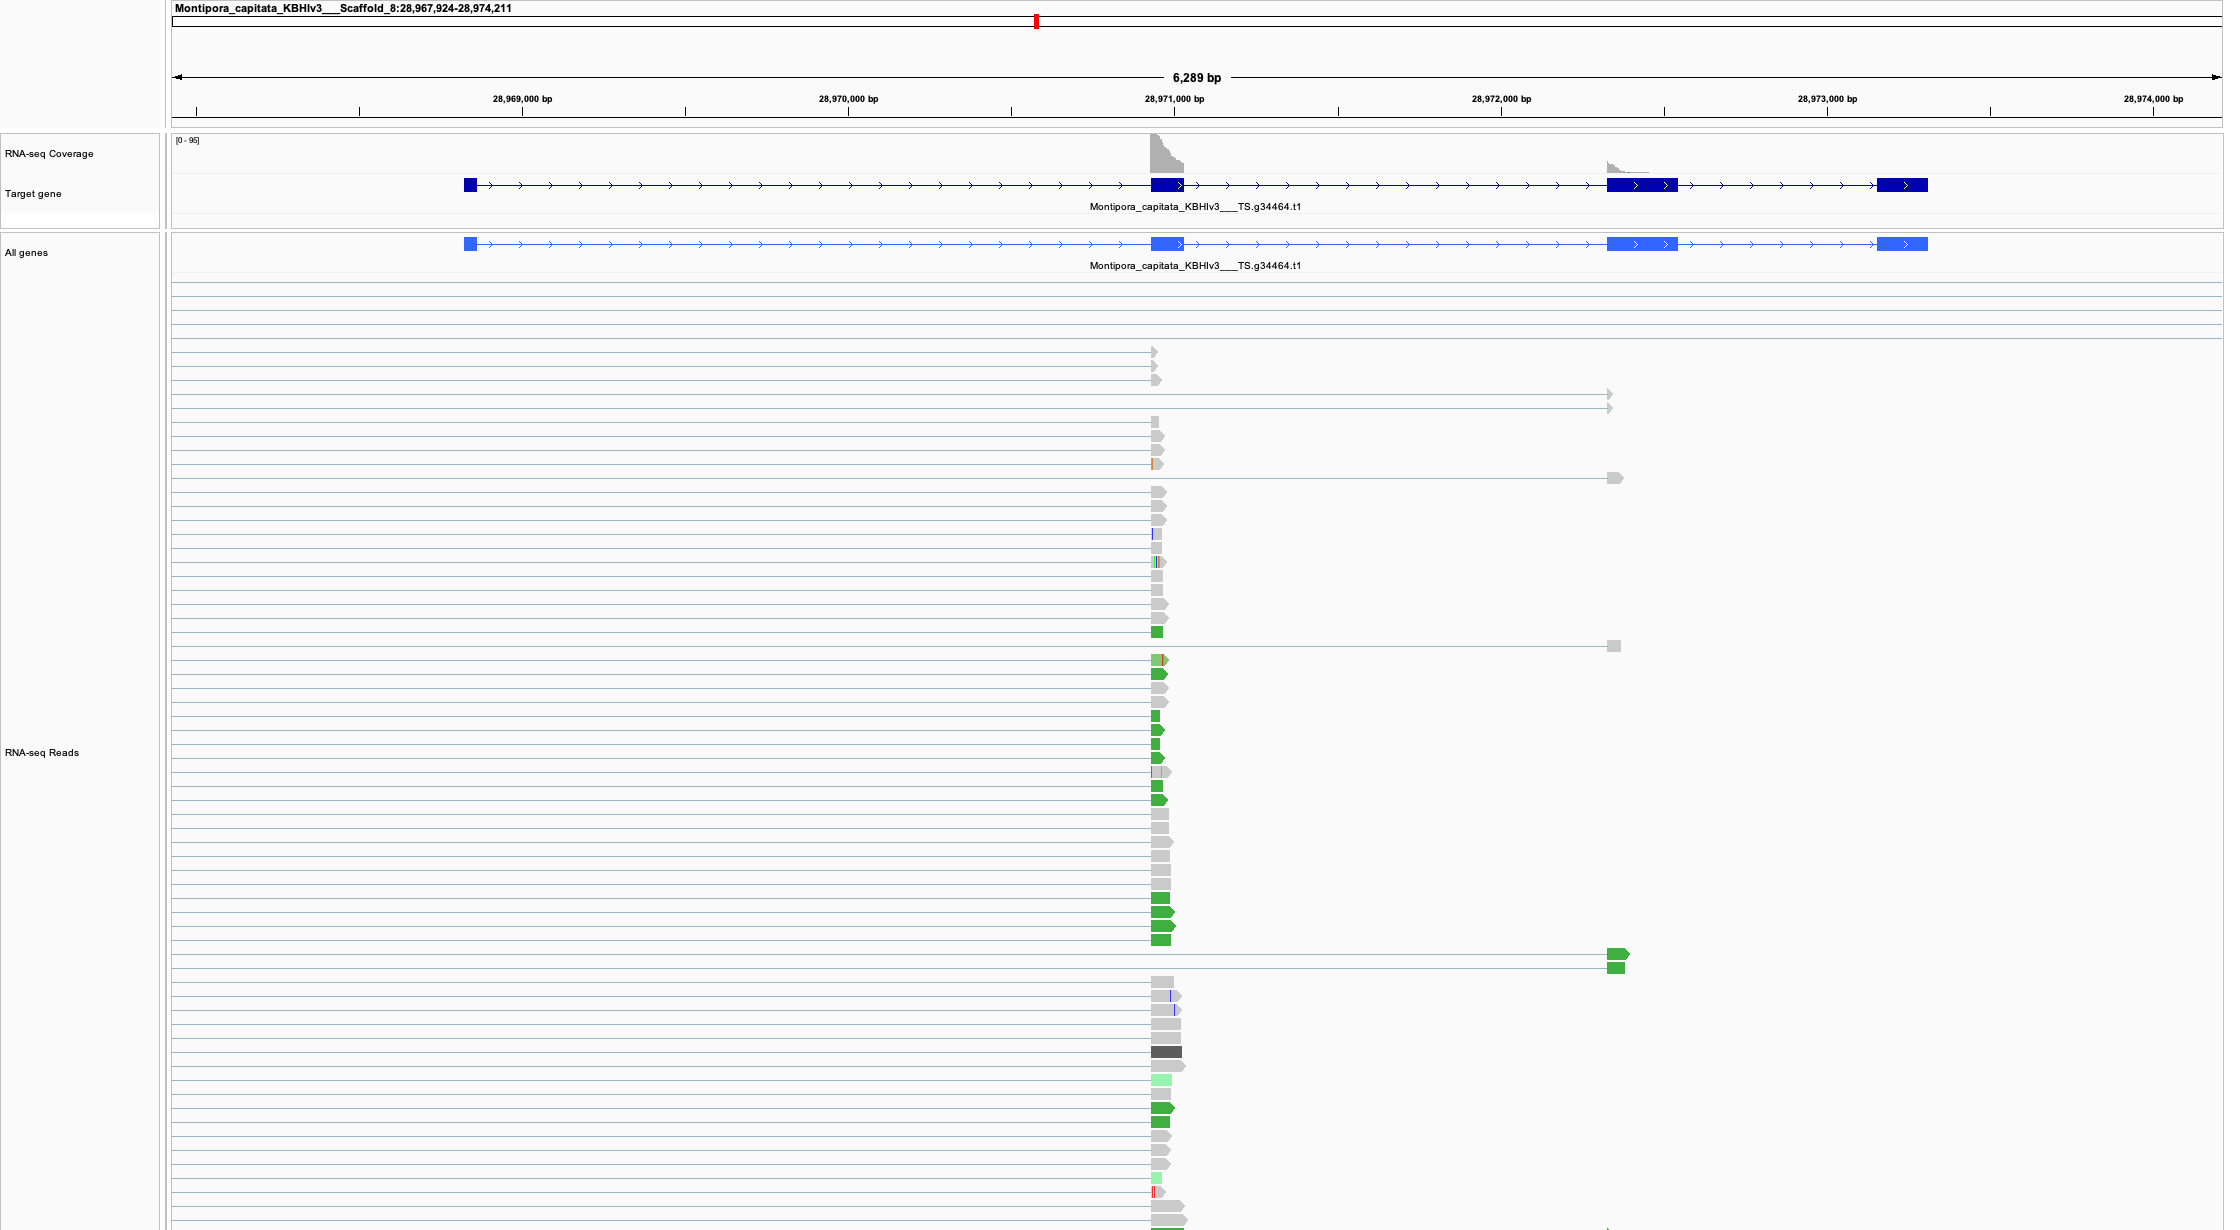 Montipora_capitata_KBHIv3___Scaffold_8:28,967,924-28,974,211
6,289 bp
28,969,000 bp 28,970,000 bp 28,971,000 bp 28,972,000 bp 28,973,000 bp 28,974,000 bp
[0 - 95]
RNA-seq Coverage
Target gene
Montipora_capitata_KBHIv3___TS.g34464.t1
All genes
Montipora_capitata_KBHIv3___TS.g34464.t1
RNA-seq Reads